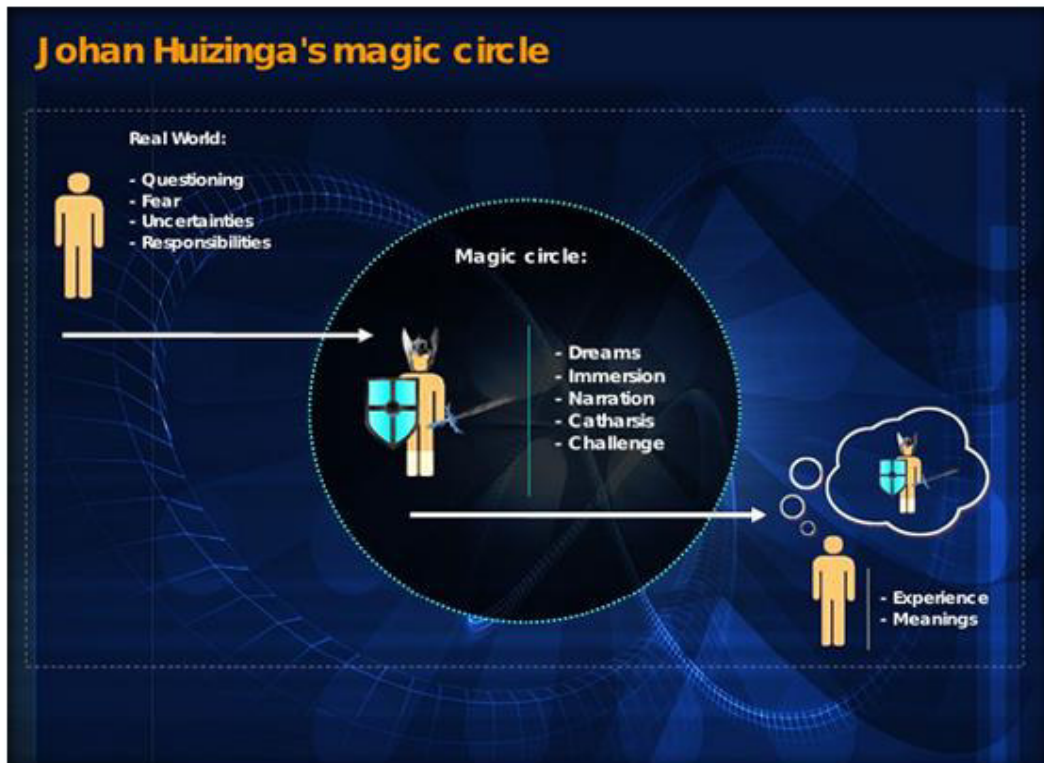 Johan Huizinga's magic circle
Real World:
- Questioning
- Fear
- Uncertainties
- Responsibilities
Magic circle:
- Dreams
- Immersion
- Narration
- Catharsis
- Challenge
- Experience
- Meanings